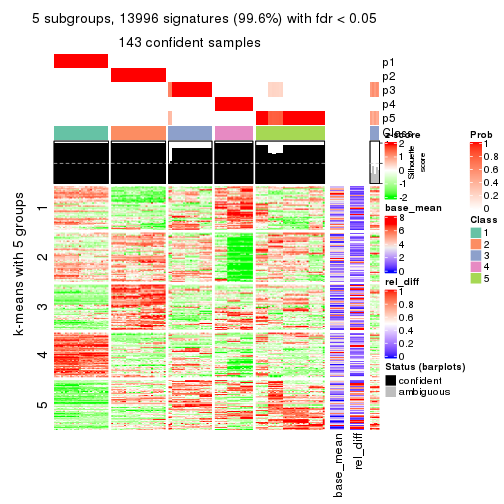 5 subgroups, 13996 signatures (99.6%) with fdr < 0.05
143 confident samples
p1
p2
p3
p4
p5
Class
Silhouette
score
k-means with 5 groups
1
2
3
4
5
base_mean
rel_diff
z-score
2
1
0
-1
-2
base_mean
8
6
4
2
0
rel_diff
1
0.8
0.6
0.4
0.2
0
Status (barplots)
confident
ambiguous
Prob
1
0.8
0.6
0.4
0.2
0
Class
1
2
3
4
5